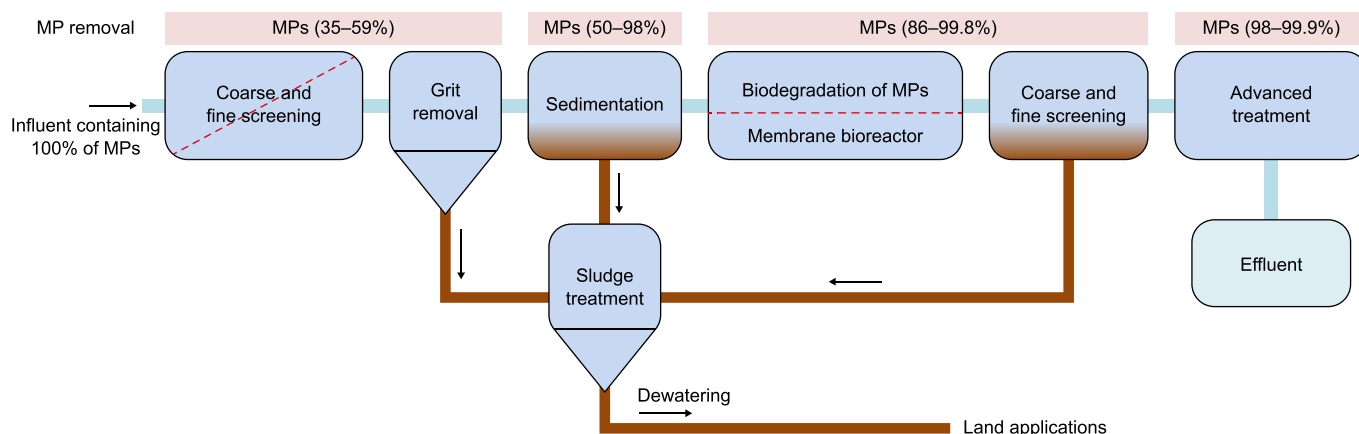 MP removal
MPs (35–59%)
MPs (50–98%)
MPs (86–99.8%)
MPs (98–99.9%)
Influent containing
100% of MPs
Coarse and
fine screening
Grit
removal
Sedimentation
Biodegradation of MPs
Membrane bioreactor
Coarse and
fine screening
Advanced
treatment
Sludge
treatment
Effluent
Dewatering
Land applications